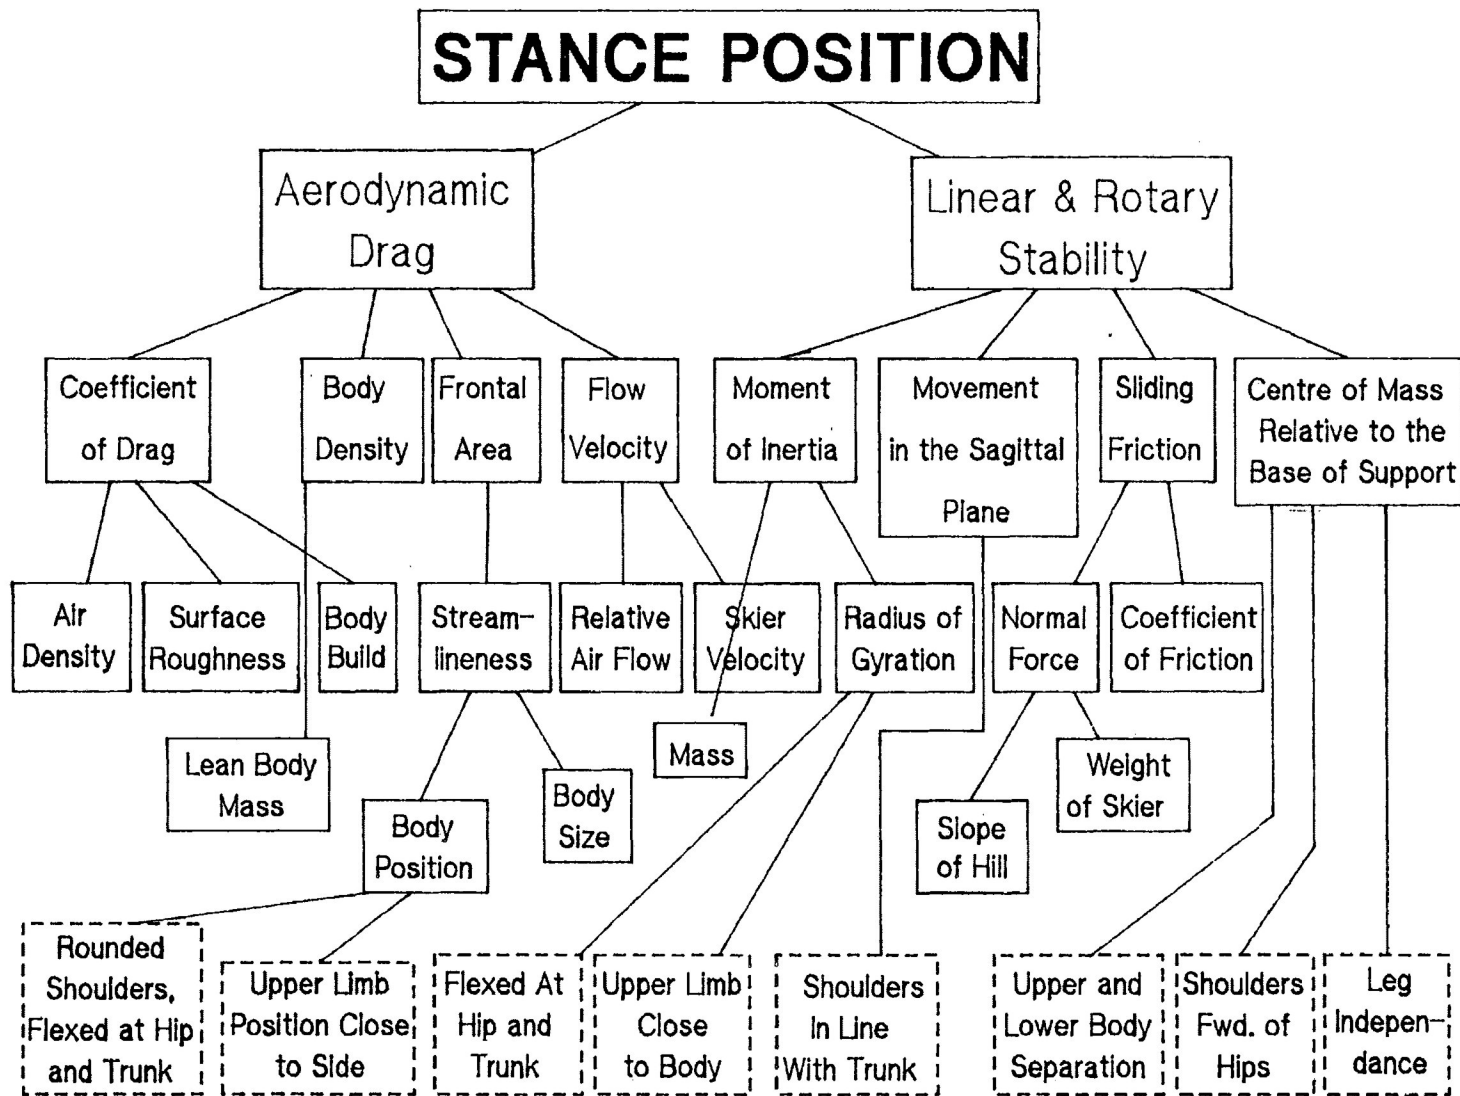 STANCE POSITION
Aerodynamic
Drag
Linear & Rotary
Stability
Coefficient
of Drag
Body
Density
Frontal
Area
Flow
Velocity
Moment
of Inertia
Movement
in the Sagittal
Plane
Sliding
Friction
Centre of Mass
Relative to the
Base of Support
Air
Density
Surface
Roughness
Body
Build
Stream-
lineness
Relative
Air Flow
Skier
Velocity
Radius of
Gyration
Normal
Force
Coefficient
of Friction
Lean Body
Mass
Body
Position
Body
Size
Mass
Slope
of Hill
Weight
of Skier
Rounded
Shoulders,
Flexed at Hip
and Trunk
Upper Limb
Position Close
to Side
Flexed At
Hip and
Trunk
Upper Limb
Close
to Body
Shoulders
In Line
With Trunk
Upper and
Lower Body
Separation
Shoulders
Fwd. of
Hips
Leg
Indepen-
dance